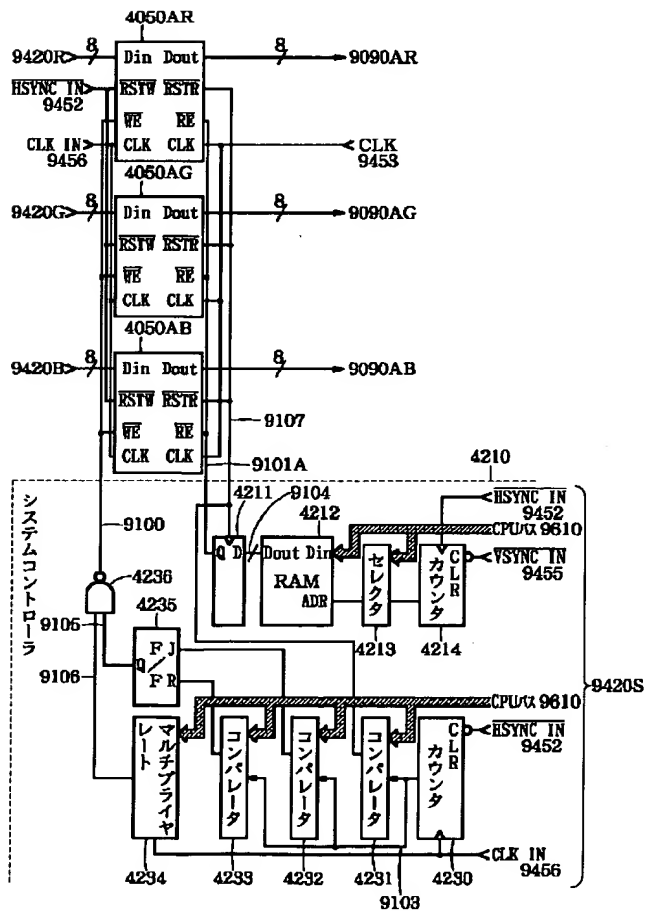 4050AR
9420R 8 Din Dout 8 9090AR
HSYNC IN RSTW RSTR
9452
WE RE
CLK IN CLK CLK CLK
9456 9453
4050AG
9420G 8 Din Dout 8 9090AG
RSTW RSTR
WE RE
CLK CLK
4050AB
9420B 8 Din Dout 8 9090AB
RSTW RSTR
9107
WE RE
CLK CLK
9101A
4210
システムコントローラ
9100
4211 9104 4212
HSYNC IN
9452
CPUバス 9610
Q D Dout Din
RAM
ADR
セレクタ
カウンタ
CLR
VSYNC IN
9455
4213 4214
4236
4235
9105
9106
F/F J
Q
R
9420S
CPUバス 9610
マルチプライヤ
レート
コンパレータ
コンパレータ
コンパレータ
カウンタ
CLR
HSYNC IN
9452
CLK IN
9456
4234 4233 4232 4231 4230
9103